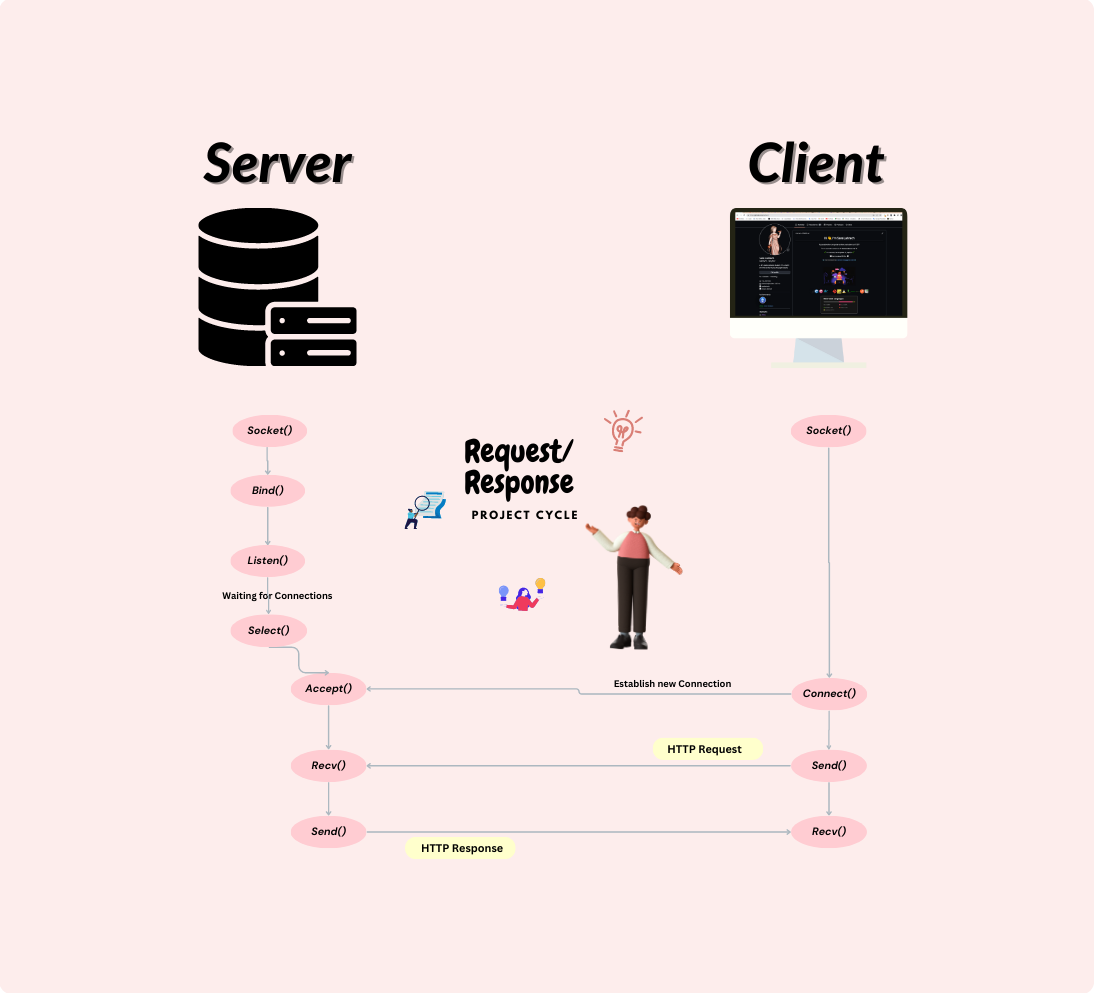 Server
Client
Socket()
Socket()
Request/
Response
PROJECT CYCLE
Bind()
Listen()
Waiting for Connections
Select()
Accept()
Establish new Connection
Connect()
HTTP Request
Recv()
Send()
Send()
Recv()
HTTP Response